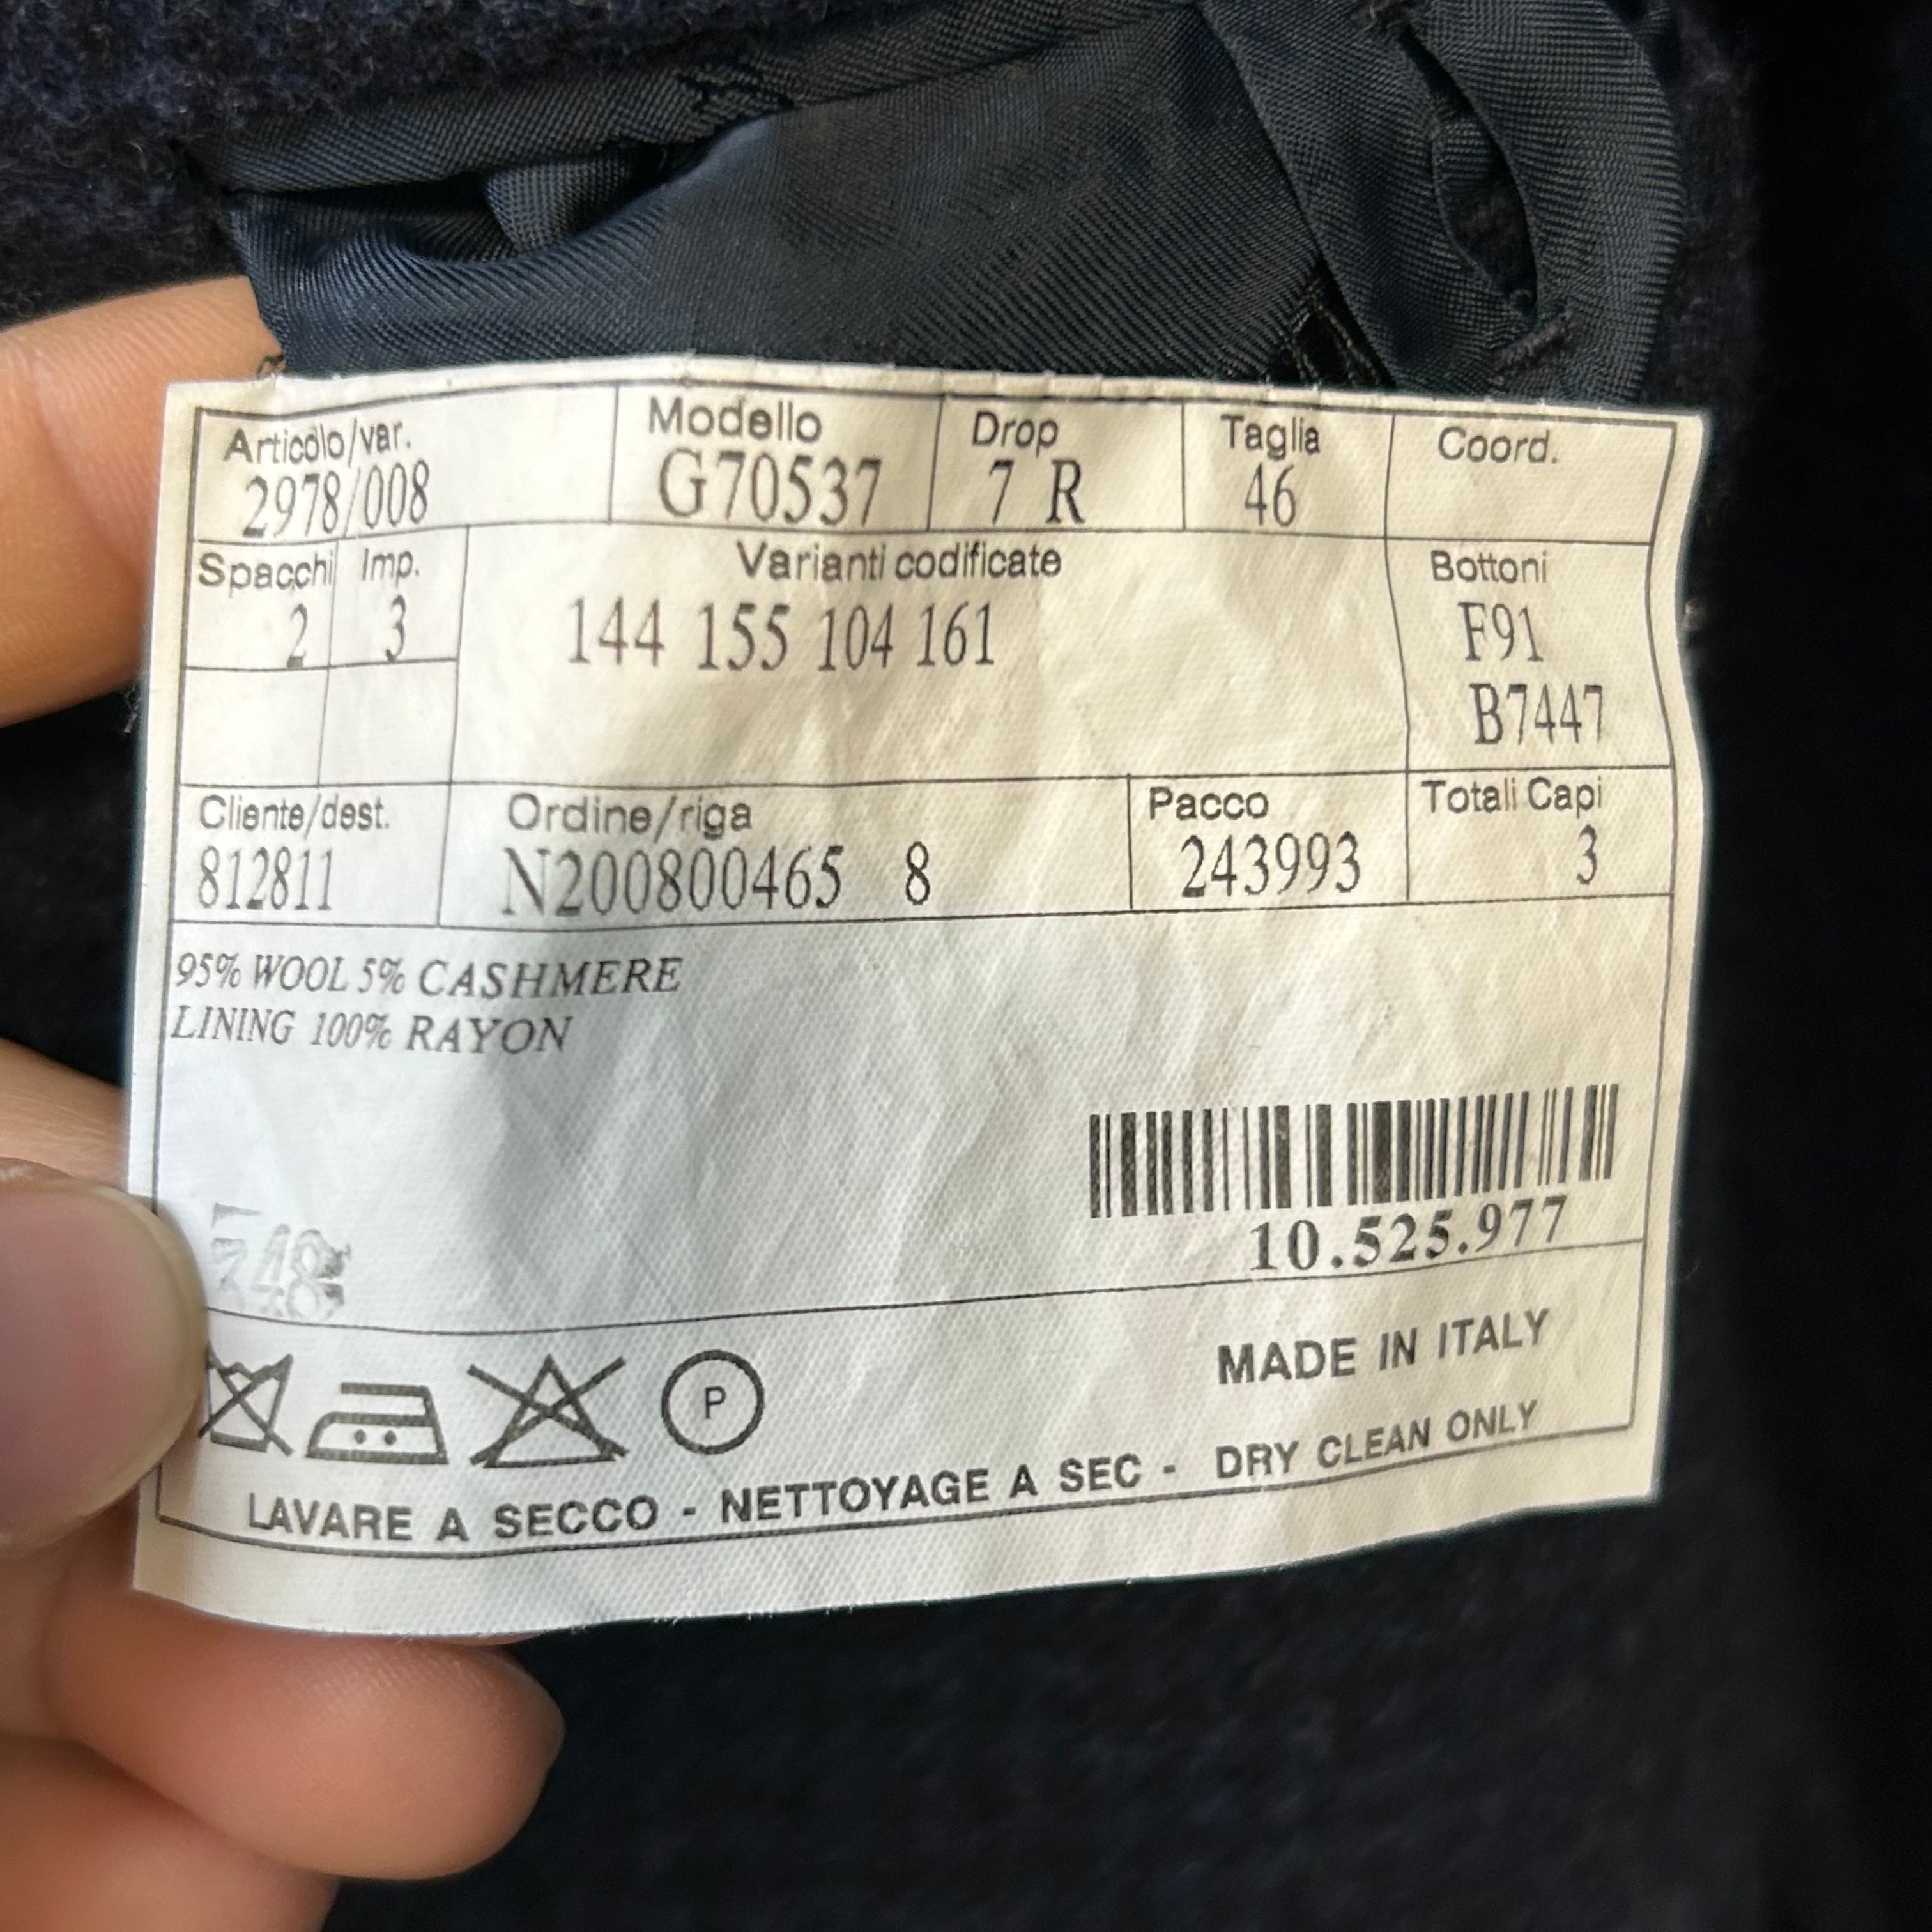 Articolo/var. Modello Drop Taglia Coord.
2978/008 G70537 7 R 46
Spacchi Imp. Varianti codificate Bottoni
2 3 144 155 104 161 F91
B7447
Cliente/dest. Ordine/riga Pacco Totali Capi
812811 N200800465 8 243993 3
95% WOOL 5% CASHMERE
LINING 100% RAYON
10.525.977
P
MADE IN ITALY
LAVARE A SECCO - NETTOYAGE A SEC - DRY CLEAN ONLY